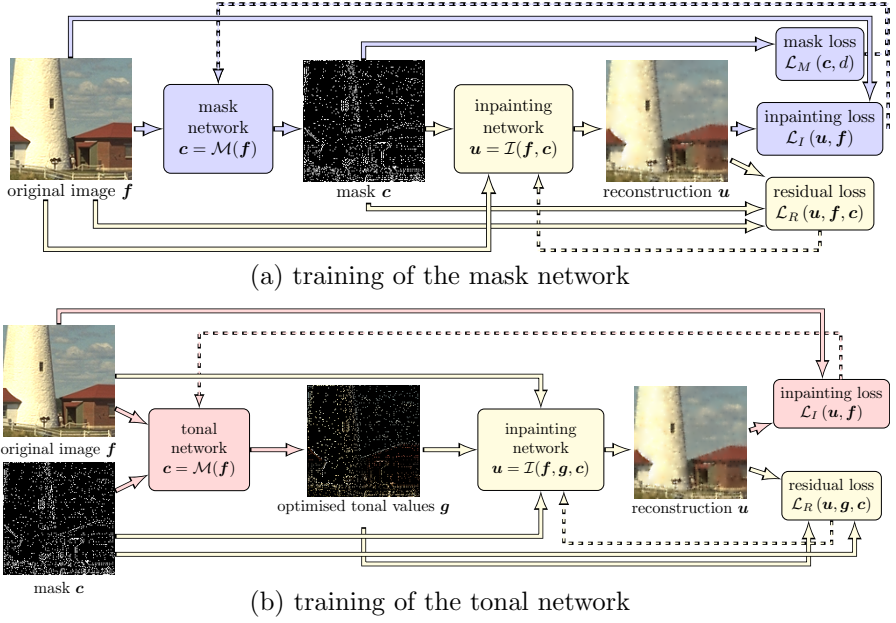 mask loss
ℒ_M (c, d)
mask
network
c = ℳ(f)
inpainting
network
u = ℐ(f, c)
inpainting loss
ℒ_I (u, f)
original image f
mask c
reconstruction u
residual loss
ℒ_R (u, f, c)
(a) training of the mask network
inpainting loss
ℒ_I (u, f)
tonal
network
c = ℳ(f)
inpainting
network
u = ℐ(f, g, c)
original image f
optimised tonal values g
reconstruction u
residual loss
ℒ_R (u, g, c)
mask c
(b) training of the tonal network